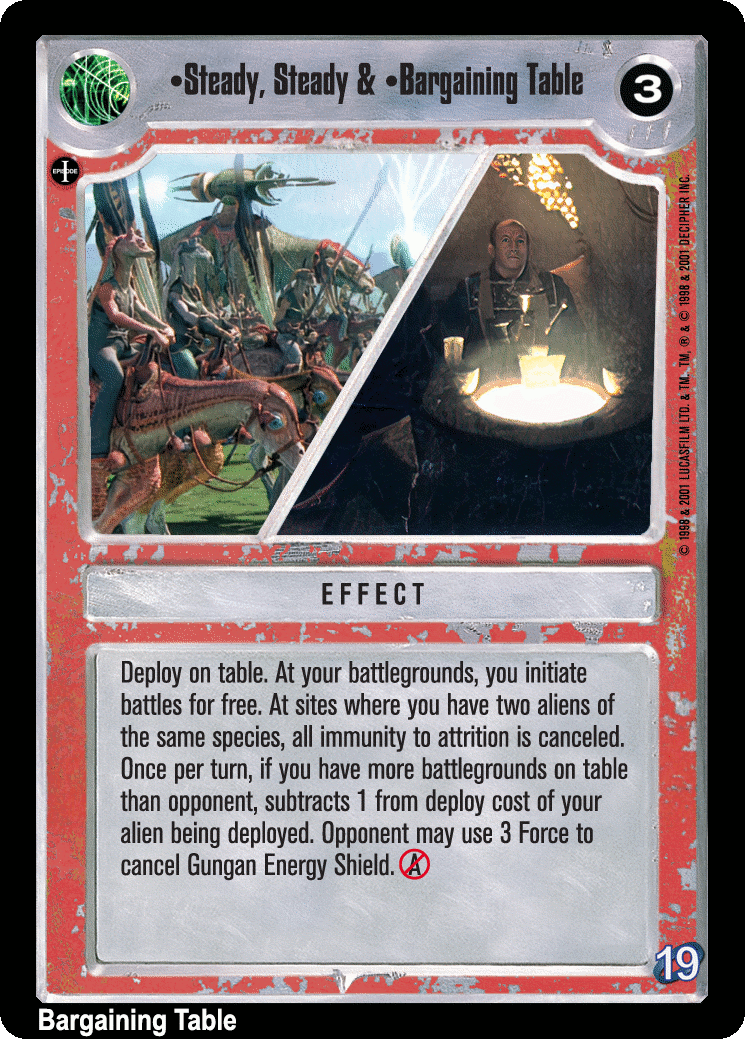 •Steady, Steady & •Bargaining Table
3
EPISODE
I
© 1998 & 2001 LUCASFILM LTD. & TM, TM, ® & © 1998 & 2001 DECIPHER INC.
EFFECT
Deploy on table. At your battlegrounds, you initiate
battles for free. At sites where you have two aliens of
the same species, all immunity to attrition is canceled.
Once per turn, if you have more battlegrounds on table
than opponent, subtracts 1 from deploy cost of your
alien being deployed. Opponent may use 3 Force to
cancel Gungan Energy Shield. A
19
Bargaining Table